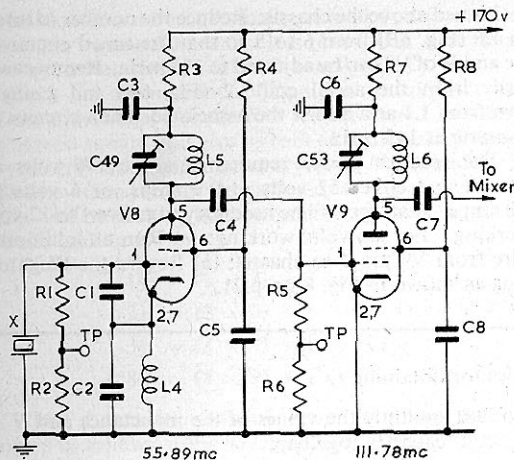 + 170v
R3
R4
R7
R8
C3
C6
C49
L5
C53
L6
To
Mixer
V8
5
C4
V9
5
C7
6
6
1
1
R1
C1
2,7
R5
2,7
X
TP
C5
TP
C8
R2
C2
L4
R6
55.89mc
111.78mc